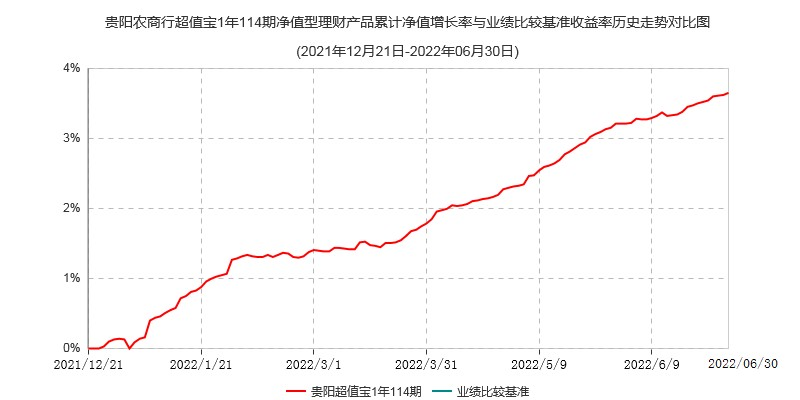 贵阳农商行超值宝1年114期净值型理财产品累计净值增长率与业绩比较基准收益率历史走势对比图
(2021年12月21日-2022年06月30日)
4%
3%
2%
1%
0%
2021/12/21 2022/1/21 2022/3/1 2022/3/31 2022/5/9 2022/6/9 2022/06/30
贵阳超值宝1年114期 业绩比较基准